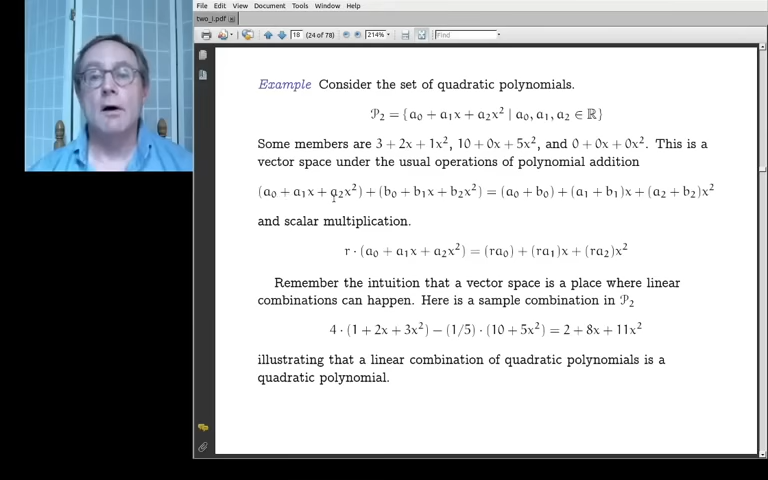 File Edit View Document Tools Window Help
two_i.pdf
18 (24 of 78) 214% Find
Example Consider the set of quadratic polynomials.
𝒫₂ = {a₀ + a₁x + a₂x² | a₀, a₁, a₂ ∈ ℝ}
Some members are 3 + 2x + 1x², 10 + 0x + 5x², and 0 + 0x + 0x². This is a
vector space under the usual operations of polynomial addition
(a₀ + a₁x + a₂x²) + (b₀ + b₁x + b₂x²) = (a₀ + b₀) + (a₁ + b₁)x + (a₂ + b₂)x²
and scalar multiplication.
r · (a₀ + a₁x + a₂x²) = (ra₀) + (ra₁)x + (ra₂)x²
Remember the intuition that a vector space is a place where linear
combinations can happen. Here is a sample combination in 𝒫₂
4 · (1 + 2x + 3x²) − (1/5) · (10 + 5x²) = 2 + 8x + 11x²
illustrating that a linear combination of quadratic polynomials is a
quadratic polynomial.